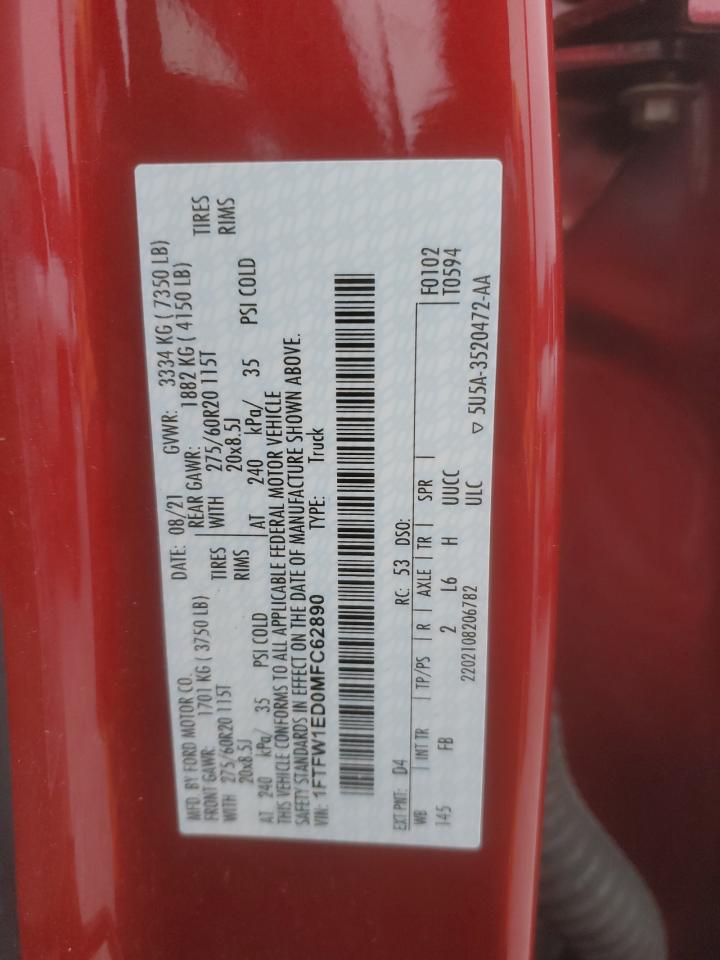 MFD. BY FORD MOTOR CO.
DATE: 08/21 GVWR: 3334 KG ( 7350 LB)
FRONT GAWR: 1701 KG ( 3750 LB)
REAR GAWR: 1882 KG ( 4150 LB)
WITH 275/60R20 115T TIRES
WITH 275/60R20 115T TIRES
20x8.5J RIMS
20x8.5J RIMS
AT 240 kPa/ 35 PSI COLD
AT 240 kPa/ 35 PSI COLD
THIS VEHICLE CONFORMS TO ALL APPLICABLE FEDERAL MOTOR VEHICLE
SAFETY STANDARDS IN EFFECT ON THE DATE OF MANUFACTURE SHOWN ABOVE.
VIN: 1FTFW1ED0MFC62890 TYPE: Truck
EXT PNT: D4 RC: 53 DSO: F0102
WB INT TR TP/PS R AXLE TR SPR T0594
145 FB 2 L6 H UUCC
2202108206782 ULC
▽ 5U5A-3520472-AA